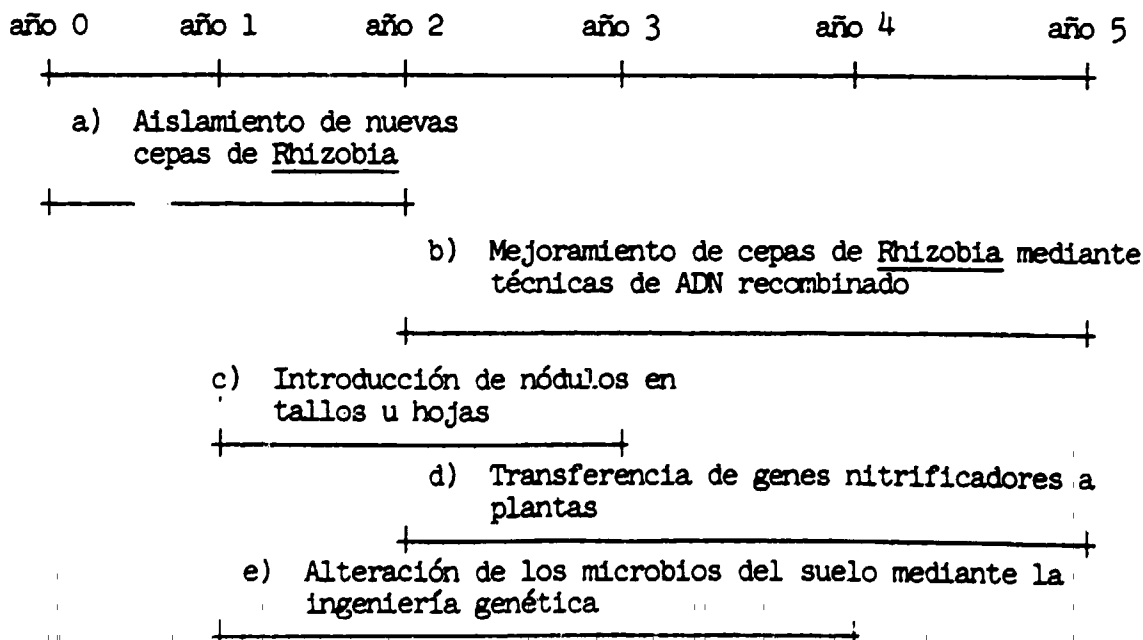 año 0 año 1 año 2 año 3 año 4 año 5
a) Aislamiento de nuevas
cepas de Rhizobia
b) Mejoramiento de cepas de Rhizobia mediante
técnicas de ADN recombinado
c) Introducción de nódulos en
tallos u hojas
d) Transferencia de genes nitrificadores a
plantas
e) Alteración de los microbios del suelo mediante la
ingeniería genética